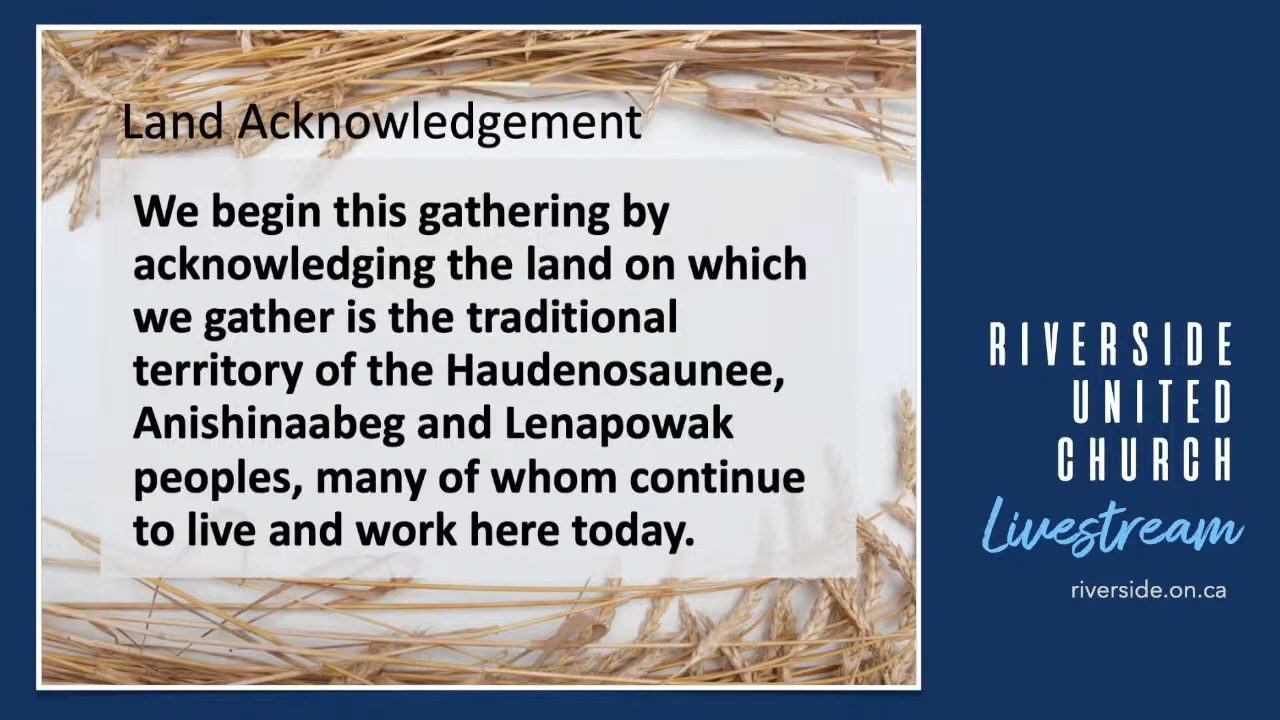 Land Acknowledgement
We begin this gathering by
acknowledging the land on which
we gather is the traditional
territory of the Haudenosaunee,
Anishinaabeg and Lenapowak
peoples, many of whom continue
to live and work here today.
RIVERSIDE
UNITED
CHURCH
Livestream
riverside.on.ca